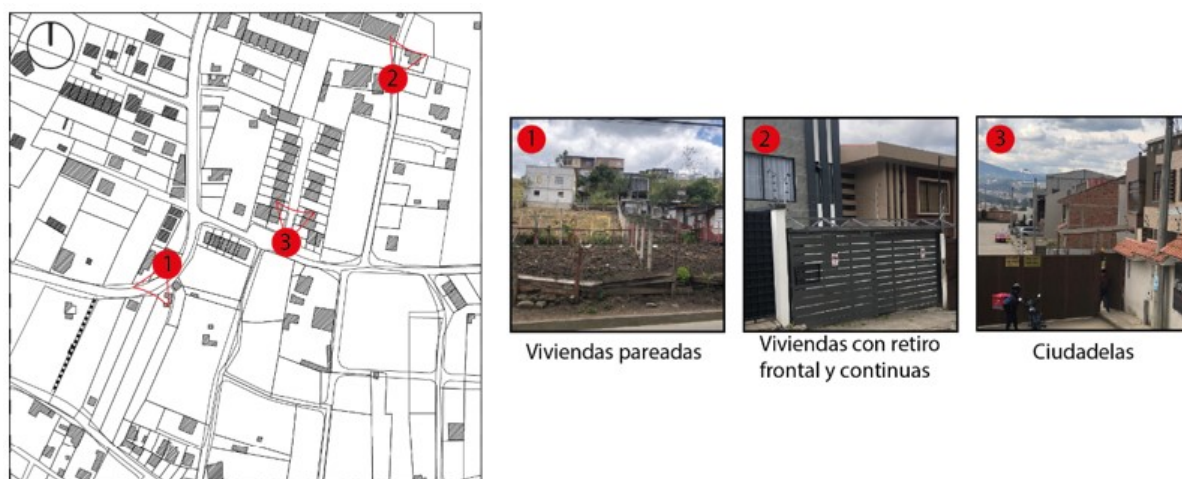 2
3
1
1
2
3
Viviendas pareadas
Viviendas con retiro
frontal y continuas
Ciudadelas